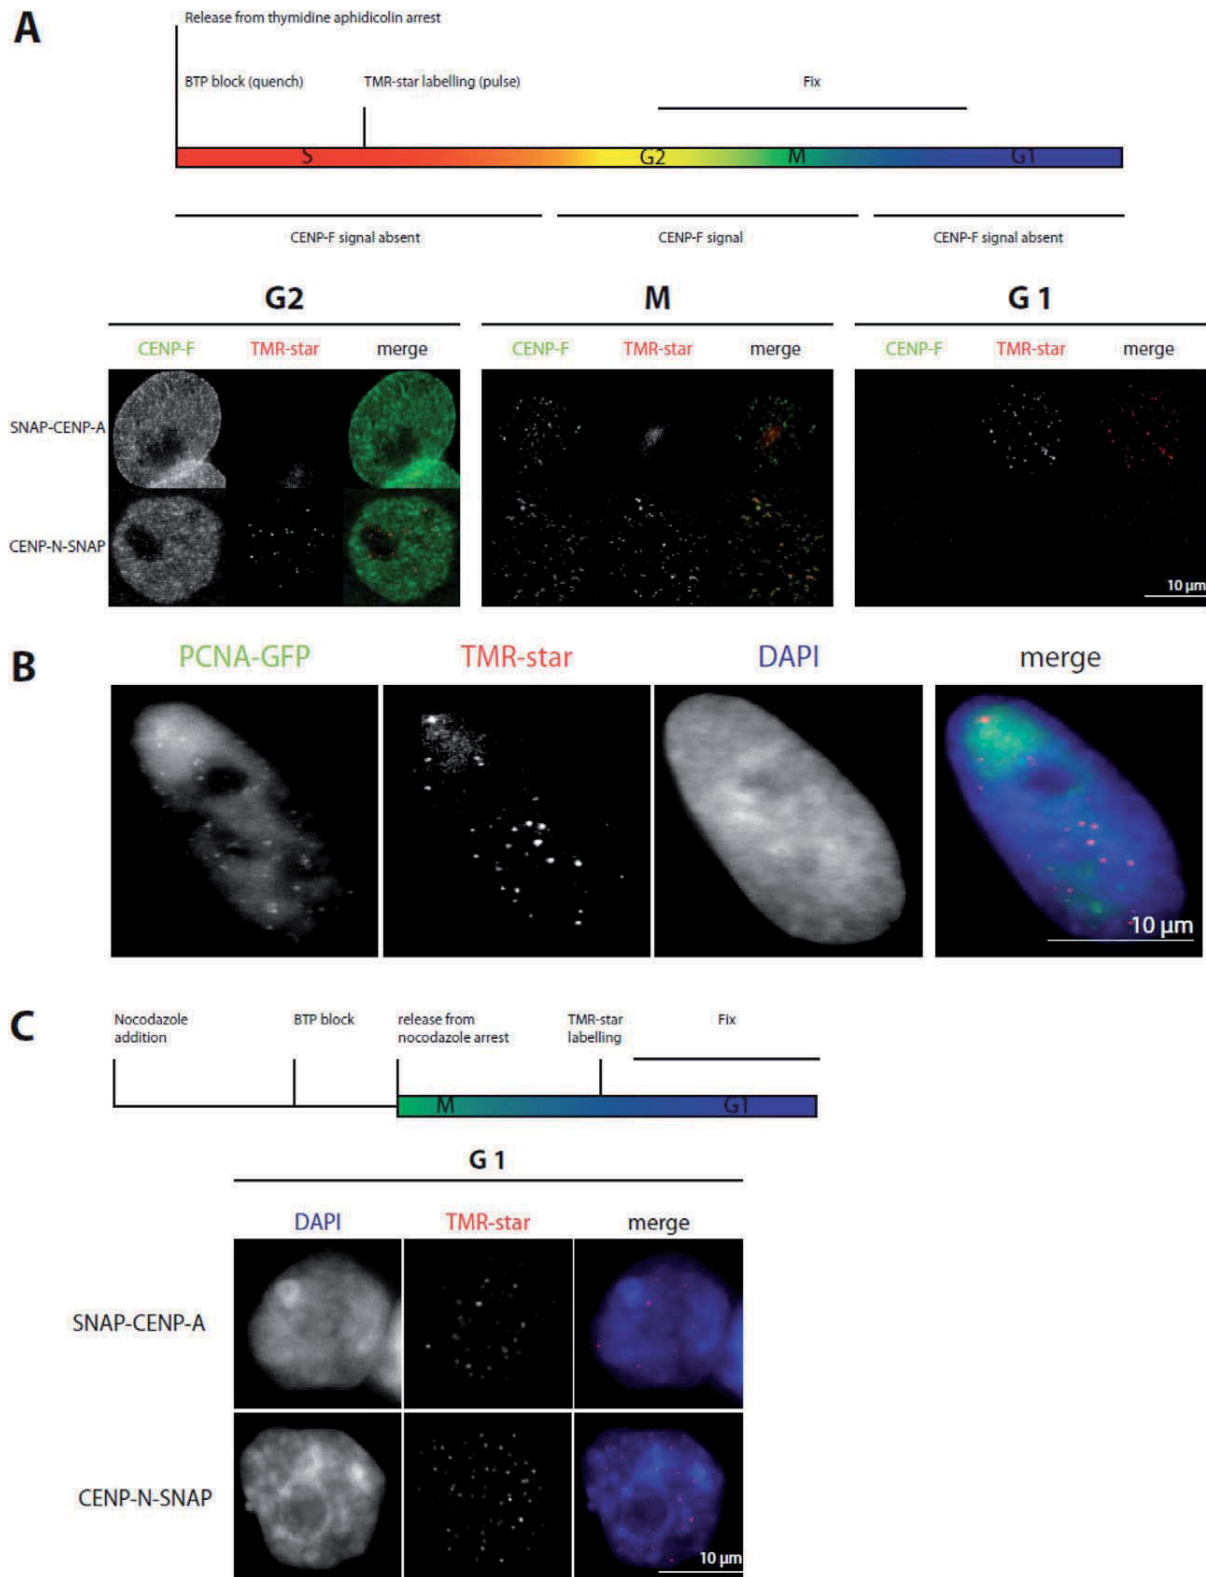 A
Release from thymidine aphidicolin arrest
BTP block (quench)
TMR-star labelling (pulse)
Fix
S
G2
M
G1
CENP-F signal absent
CENP-F signal
CENP-F signal absent
G2
M
G 1
CENP-F
TMR-star
merge
CENP-F
TMR-star
merge
CENP-F
TMR-star
merge
SNAP-CENP-A
CENP-N-SNAP
10 µm
B
PCNA-GFP
TMR-star
DAPI
merge
10 µm
C
Nocodazole
addition
BTP block
release from
nocodazole arrest
TMR-star
labelling
Fix
M
G1
G 1
DAPI
TMR-star
merge
SNAP-CENP-A
CENP-N-SNAP
10 µm